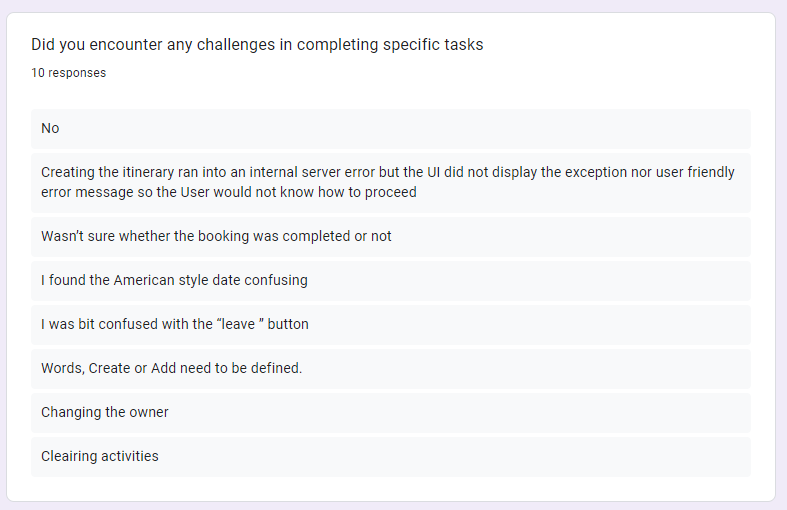 Did you encounter any challenges in completing specific tasks
10 responses
No
Creating the itinerary ran into an internal server error but the UI did not display the exception nor user friendly
error message so the User would not know how to proceed
Wasn't sure whether the booking was completed or not
I found the American style date confusing
I was bit confused with the “leave ” button
Words, Create or Add need to be defined.
Changing the owner
Cleairing activities